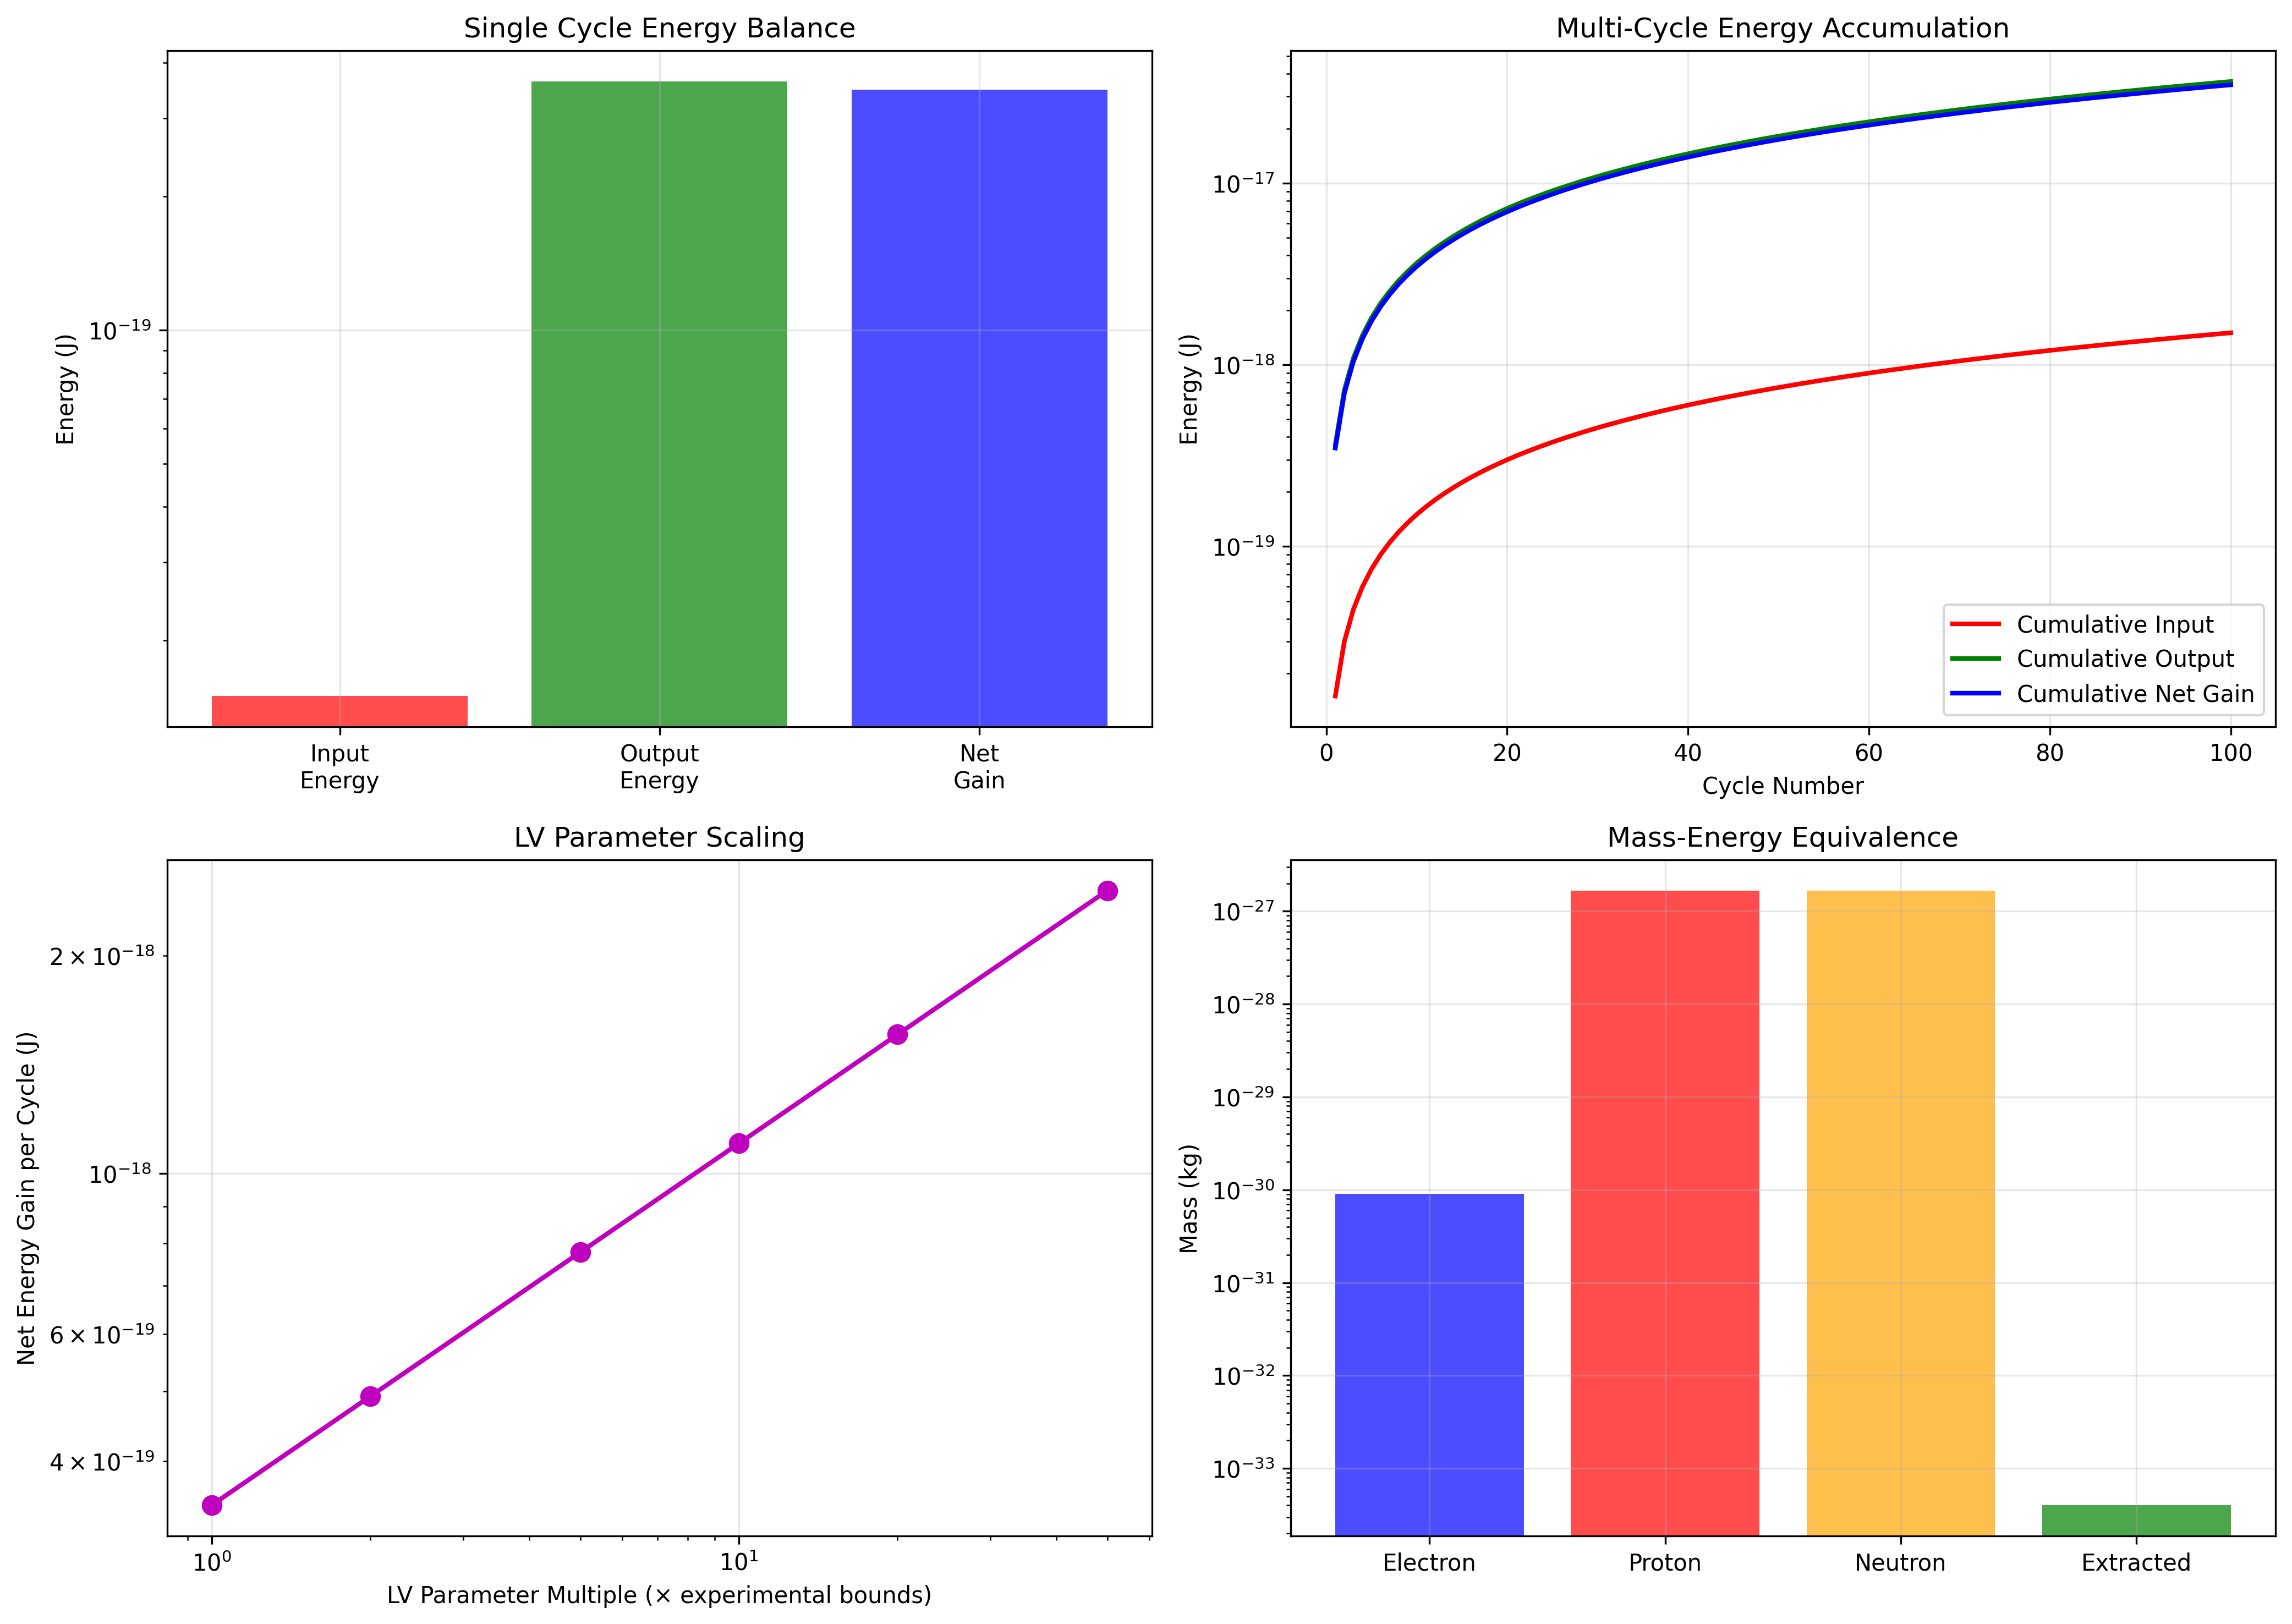 Single Cycle Energy Balance
Energy (J)
10⁻¹⁹
Input
Energy
Output
Energy
Net
Gain
Multi-Cycle Energy Accumulation
Energy (J)
10⁻¹⁷
10⁻¹⁸
10⁻¹⁹
Cumulative Input
Cumulative Output
Cumulative Net Gain
0 20 40 60 80 100
Cycle Number
LV Parameter Scaling
Net Energy Gain per Cycle (J)
2 × 10⁻¹⁸
10⁻¹⁸
6 × 10⁻¹⁹
4 × 10⁻¹⁹
10⁰ 10¹
LV Parameter Multiple (× experimental bounds)
Mass-Energy Equivalence
Mass (kg)
10⁻²⁷
10⁻²⁸
10⁻²⁹
10⁻³⁰
10⁻³¹
10⁻³²
10⁻³³
Electron Proton Neutron Extracted